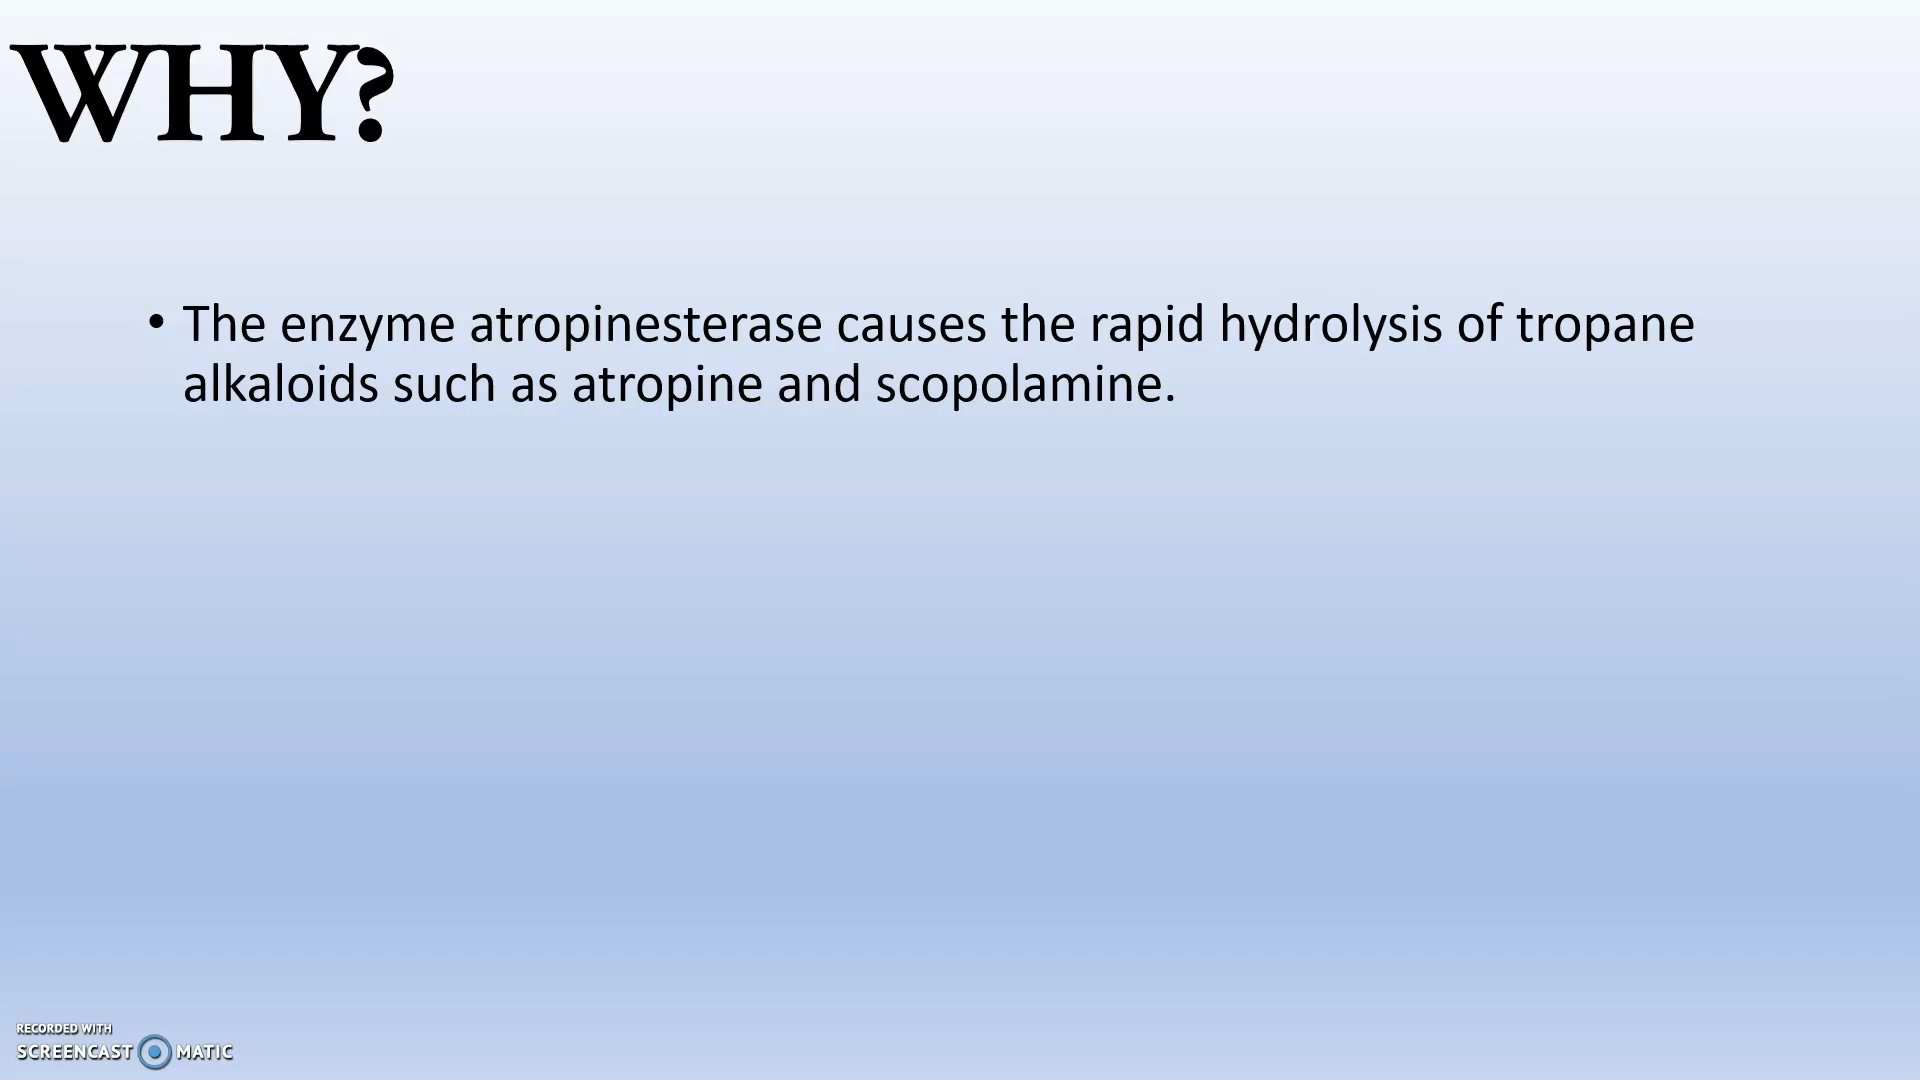 WHY?
• The enzyme atropinesterase causes the rapid hydrolysis of tropane
alkaloids such as atropine and scopolamine.
RECORDED WITH
SCREENCAST MATIC